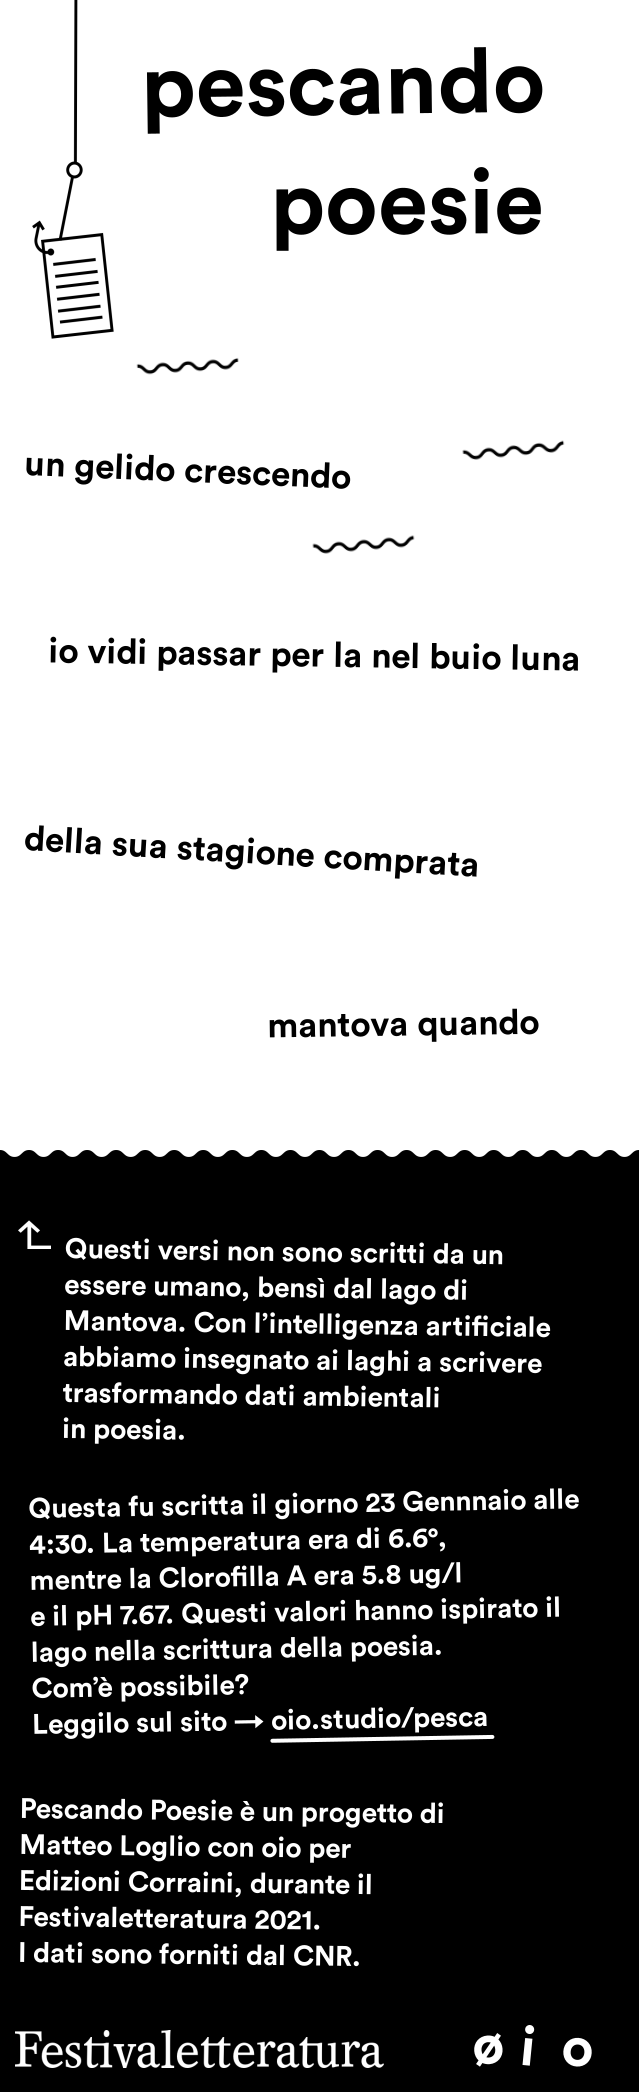 pescando
poesie
un gelido crescendo
io vidi passar per la nel buio luna
della sua stagione comprata
mantova quando
Questi versi non sono scritti da un
essere umano, bensì dal lago di
Mantova. Con l’intelligenza artificiale
abbiamo insegnato ai laghi a scrivere
trasformando dati ambientali
in poesia.
Questa fu scritta il giorno 23 Gennnaio alle
4:30. La temperatura era di 6.6°,
mentre la Clorofilla A era 5.8 ug/l
e il pH 7.67. Questi valori hanno ispirato il
lago nella scrittura della poesia.
Com’è possibile?
Leggilo sul sito → oio.studio/pesca
Pescando Poesie è un progetto di
Matteo Loglio con oio per
Edizioni Corraini, durante il
Festivaletteratura 2021.
I dati sono forniti dal CNR.
Festivaletteratura ø i o